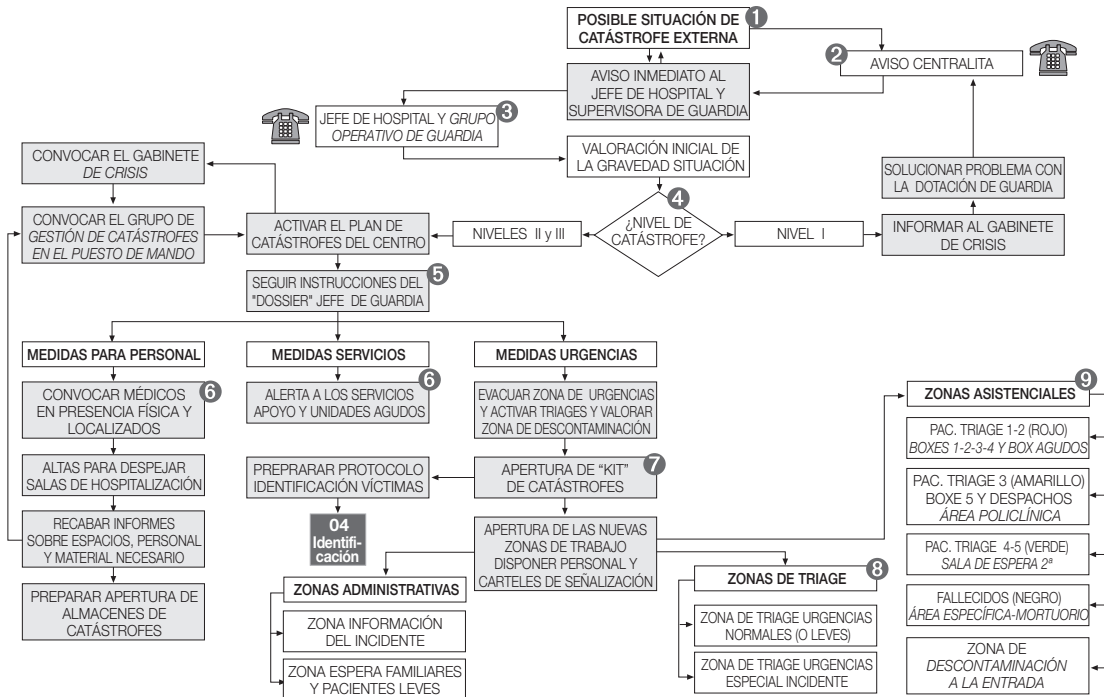 POSIBLE SITUACIÓN DE
CATÁSTROFE EXTERNA
1
2
AVISO CENTRALITA
AVISO INMEDIATO AL
JEFE DE HOSPITAL Y
SUPERVISORA DE GUARDIA
JEFE DE HOSPITAL Y GRUPO
OPERATIVO DE GUARDIA
3
VALORACIÓN INICIAL DE
LA GRAVEDAD SITUACIÓN
CONVOCAR EL GABINETE
DE CRISIS
SOLUCIONAR PROBLEMA CON
LA DOTACIÓN DE GUARDIA
4
¿NIVEL DE
CATÁSTROFE?
CONVOCAR EL GRUPO DE
GESTIÓN DE CATÁSTROFES
EN EL PUESTO DE MANDO
ACTIVAR EL PLAN DE
CATÁSTROFES DEL CENTRO
NIVELES II y III
NIVEL I
INFORMAR AL GABINETE
DE CRISIS
5
SEGUIR INSTRUCCIONES DEL
"DOSSIER" JEFE DE GUARDIA
MEDIDAS PARA PERSONAL
MEDIDAS SERVICIOS
MEDIDAS URGENCIAS
CONVOCAR MÉDICOS
EN PRESENCIA FÍSICA Y
LOCALIZADOS
6
ALERTA A LOS SERVICIOS
APOYO Y UNIDADES AGUDOS
6
EVACUAR ZONA DE URGENCIAS
Y ACTIVAR TRIAGES Y VALORAR
ZONA DE DESCONTAMINACIÓN
ALTAS PARA DESPEJAR
SALAS DE HOSPITALIZACIÓN
PREPRARAR PROTOCOLO
IDENTIFICACIÓN VÍCTIMAS
APERTURA DE “KIT”
DE CATÁSTROFES
7
RECABAR INFORMES
SOBRE ESPACIOS, PERSONAL
Y MATERIAL NECESARIO
04
Identifi-
cación
APERTURA DE LAS NUEVAS
ZONAS DE TRABAJO
DISPONER PERSONAL Y
CARTELES DE SEÑALIZACIÓN
PREPARAR APERTURA DE
ALMACENES DE
CATÁSTROFES
ZONAS ADMINISTRATIVAS
ZONA INFORMACIÓN
DEL INCIDENTE
ZONA ESPERA FAMILIARES
Y PACIENTES LEVES
ZONAS DE TRIAGE
8
ZONA DE TRIAGE URGENCIAS
NORMALES (O LEVES)
ZONA DE TRIAGE URGENCIAS
ESPECIAL INCIDENTE
ZONAS ASISTENCIALES
9
PAC. TRIAGE 1-2 (ROJO)
BOXES 1-2-3-4 Y BOX AGUDOS
PAC. TRIAGE 3 (AMARILLO)
BOXE 5 Y DESPACHOS
ÁREA POLICLÍNICA
PAC. TRIAGE 4-5 (VERDE)
SALA DE ESPERA 2ª
FALLECIDOS (NEGRO)
ÁREA ESPECÍFICA-MORTUORIO
ZONA DE
DESCONTAMINACIÓN
A LA ENTRADA